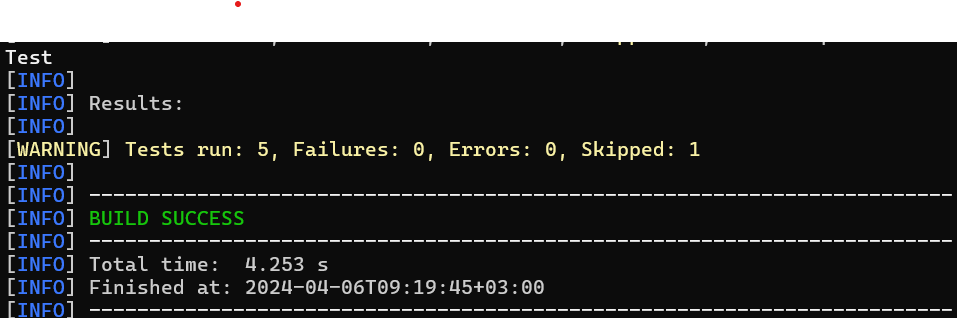 Test
[INFO]
[INFO] Results:
[INFO]
[WARNING] Tests run: 5, Failures: 0, Errors: 0, Skipped: 1
[INFO]
[INFO] ------------------------------------------------------------------------
[INFO] BUILD SUCCESS
[INFO] ------------------------------------------------------------------------
[INFO] Total time:  4.253 s
[INFO] Finished at: 2024-04-06T09:19:45+03:00
[INFO] ------------------------------------------------------------------------